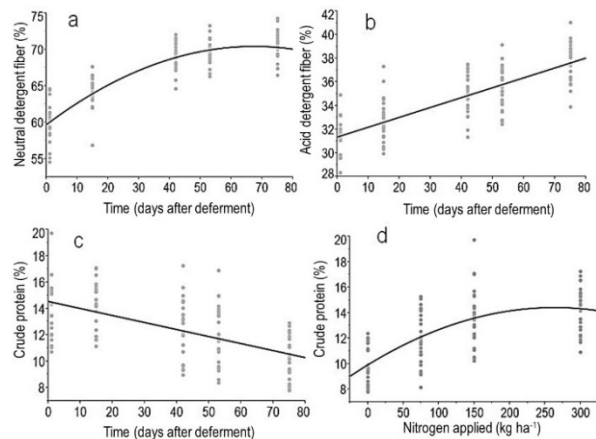 a
Neutral detergent fiber (%)
75
70
65
60
55
0 10 20 30 40 50 60 70 80
Time (days after deferment)
b
Acid detergent fiber (%)
42
40
38
36
34
32
30
28
0 10 20 30 40 50 60 70 80
Time (days after deferment)
c
Crude protein (%)
20
18
16
14
12
10
8
0 10 20 30 40 50 60 70 80
Time (days after deferment)
d
Crude protein (%)
20
18
16
14
12
10
8
0 50 100 150 200 250 300
Nitrogen applied (kg ha⁻¹)